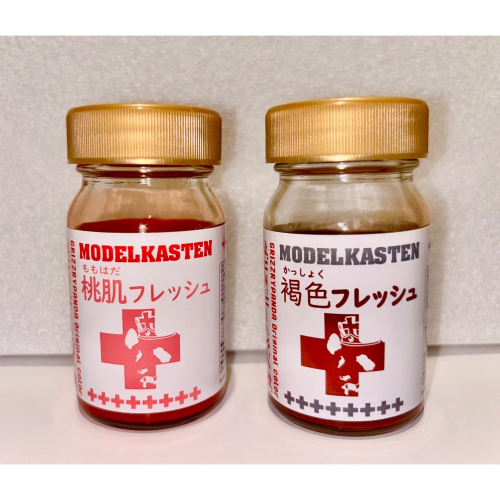 MODELKASTEN
ももはだ
桃肌フレッシュ
GRIZZRYPANDA Original color
MODELKASTEN
かっしょく
褐色フレッシュ
GRIZZRYPANDA Original color